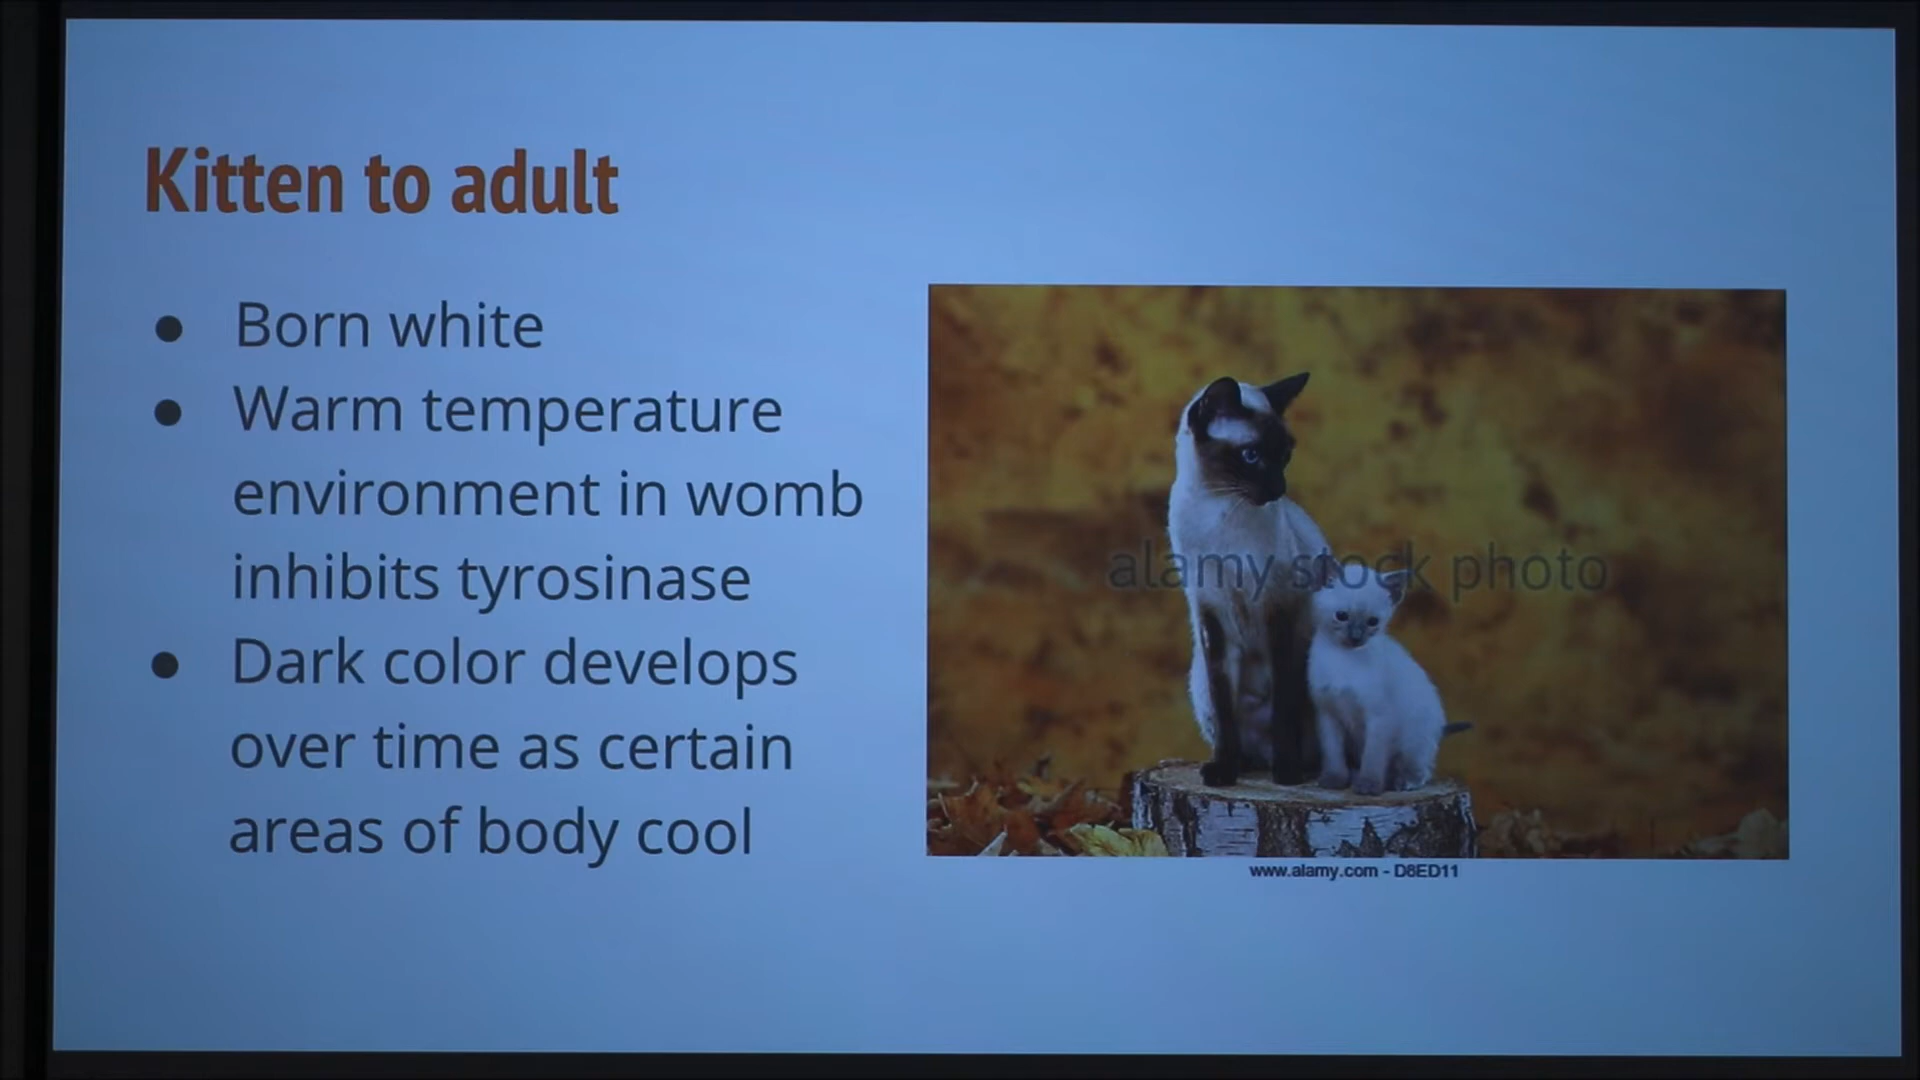 Kitten to adult
● Born white
● Warm temperature
environment in womb
inhibits tyrosinase
● Dark color develops
over time as certain
areas of body cool
alamy stock photo
www.alamy.com - D8ED11